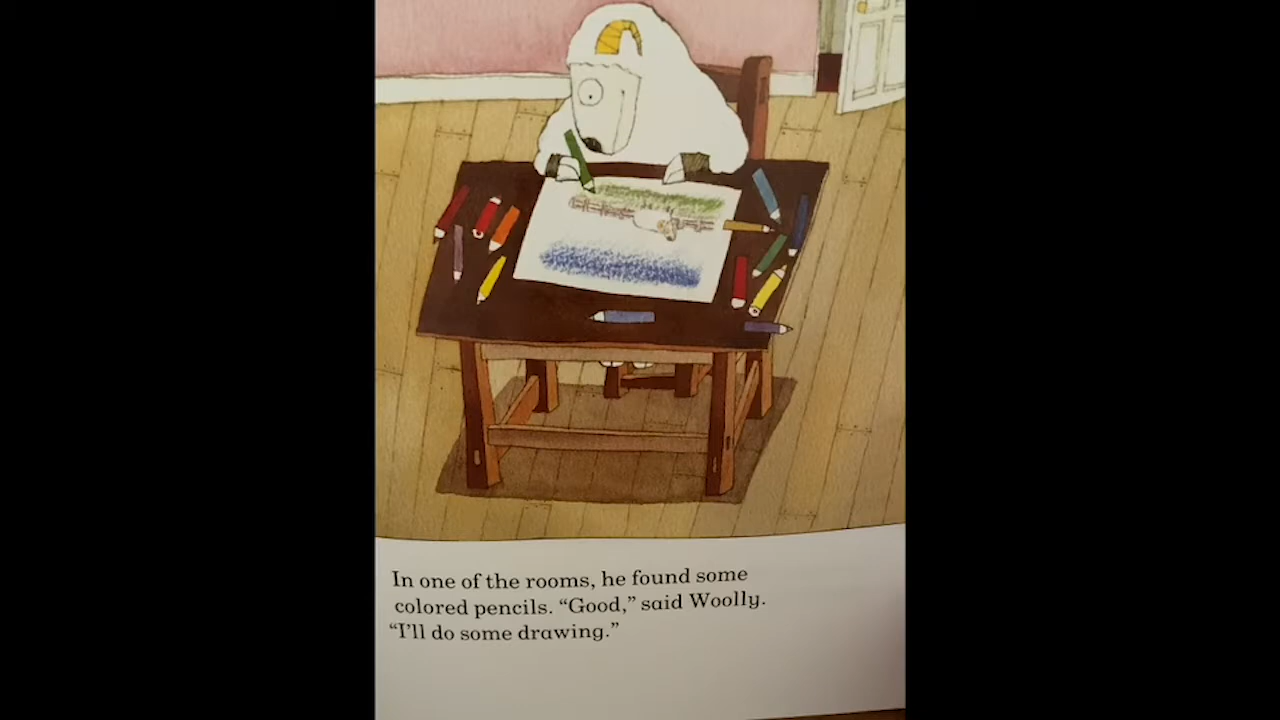 In one of the rooms, he found some
colored pencils. “Good,” said Woolly.
“I’ll do some drawing.”